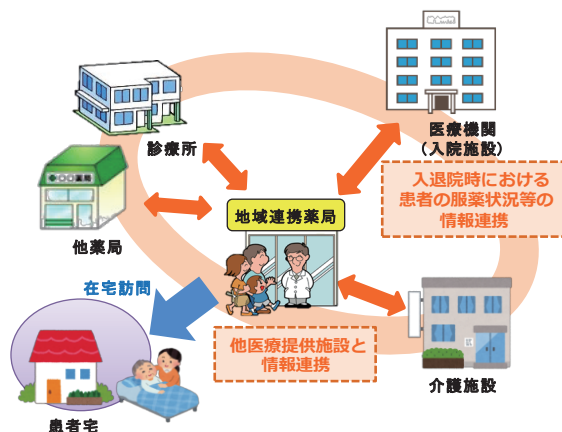 診療所
医療機関
(入院施設)
入退院時における
患者の服薬状況等の
情報連携
薬局
他薬局
地域連携薬局
在宅訪問
他医療提供施設と
情報連携
介護施設
患者宅